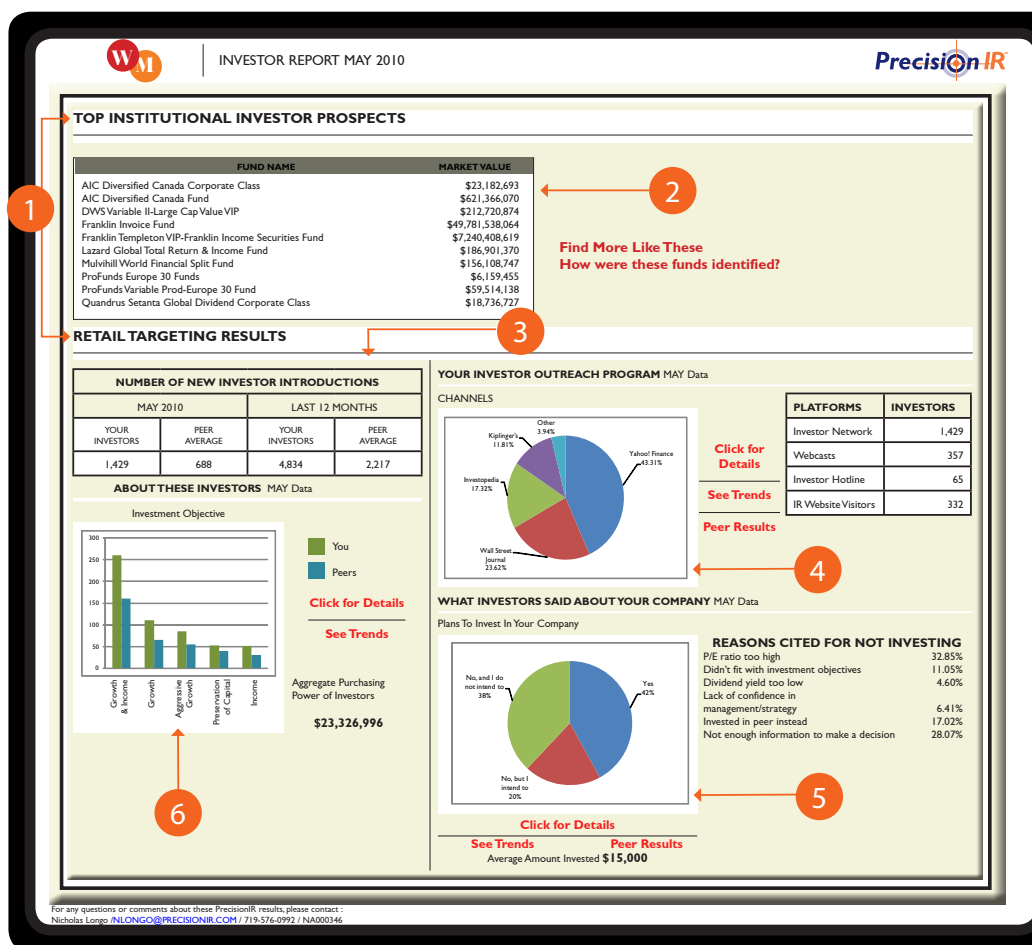 W M
INVESTOR REPORT MAY 2010
PrecisionIR
TOP INSTITUTIONAL INVESTOR PROSPECTS
1
FUND NAME MARKET VALUE
AIC Diversified Canada Corporate Class $23,182,693
AIC Diversified Canada Fund $621,366,070
DWS Variable II-Large Cap Value VIP $212,720,874
Franklin Invoice Fund $49,781,538,064
Franklin Templeton VIP-Franklin Income Securities Fund $7,240,408,619
Lazard Global Total Return & Income Fund $186,901,370
Mulvihill World Financial Split Fund $156,108,747
ProFunds Europe 30 Funds $6,159,455
ProFunds Variable Prod-Europe 30 Fund $59,514,138
Quandrus Setanta Global Dividend Corporate Class $18,736,727
2
Find More Like These
How were these funds identified?
RETAIL TARGETING RESULTS
3
NUMBER OF NEW INVESTOR INTRODUCTIONS
MAY 2010 LAST 12 MONTHS
YOUR PEER YOUR PEER
INVESTORS AVERAGE INVESTORS AVERAGE
1,429 688 4,834 2,217
ABOUT THESE INVESTORS MAY Data
Investment Objective
300
250
200
150
100
50
0
Growth
& Income
Growth
Aggressive
Growth
Preservation
of Capital
Income
You
Peers
Click for Details
See Trends
Aggregate Purchasing
Power of Investors
$23,326,996
6
YOUR INVESTOR OUTREACH PROGRAM MAY Data
CHANNELS
Other
3.94%
Kiplinger's
11.81%
Yahoo! Finance
43.31%
Investopedia
17.32%
Wall Street
Journal
23.62%
Click for
Details
See Trends
Peer Results
PLATFORMS INVESTORS
Investor Network 1,429
Webcasts 357
Investor Hotline 65
IR Website Visitors 332
4
WHAT INVESTORS SAID ABOUT YOUR COMPANY MAY Data
Plans To Invest In Your Company
No, and I do
not intend to
38%
Yes
42%
No, but I
intend to
20%
REASONS CITED FOR NOT INVESTING
P/E ratio too high 32.85%
Didn't fit with investment objectives 11.05%
Dividend yield too low 4.60%
Lack of confidence in
management/strategy 6.41%
Invested in peer instead 17.02%
Not enough information to make a decision 28.07%
5
Click for Details
See Trends Peer Results
Average Amount Invested $15,000
For any questions or comments about these PrecisionIR results, please contact :
Nicholas Longo /NLONGO@PRECISIONIR.COM / 719-576-0992 / NA000346